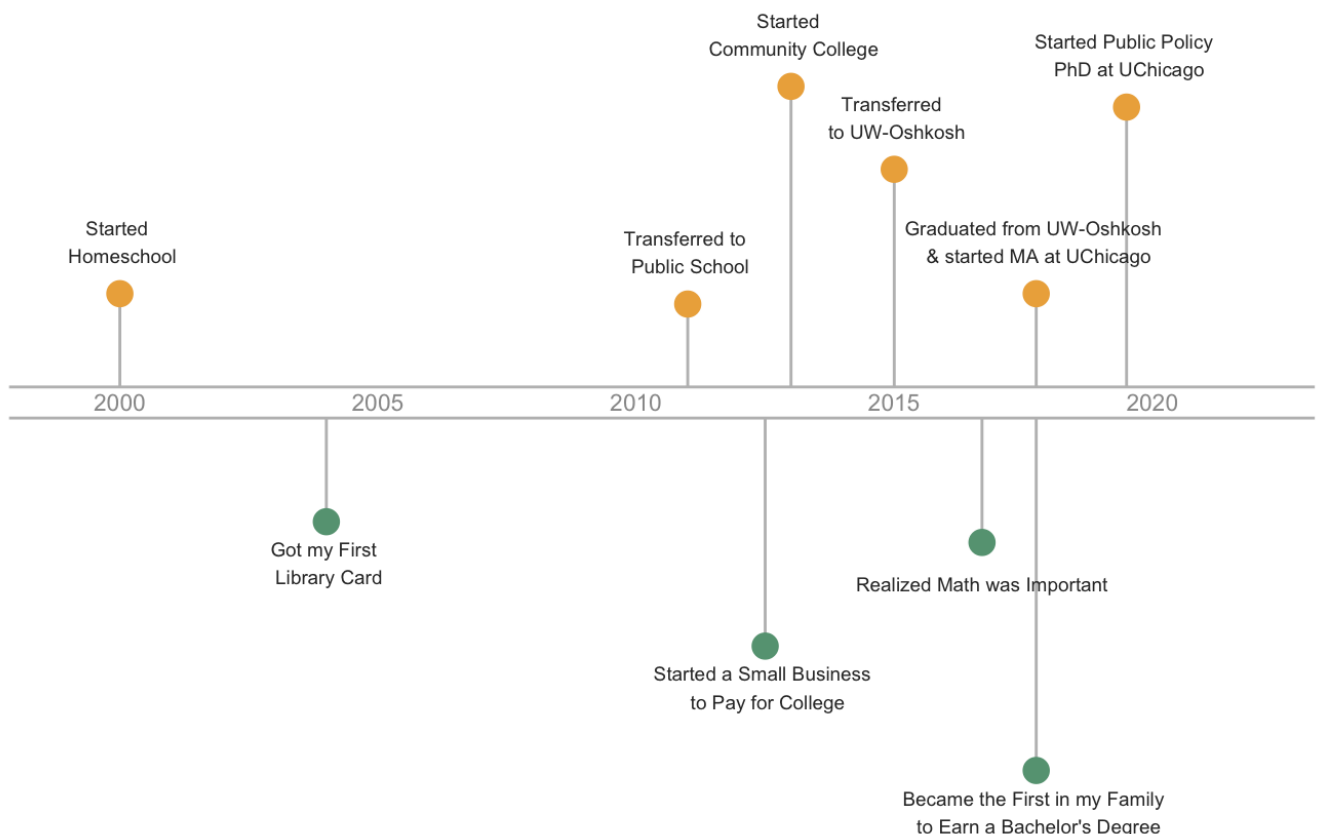 Started
Community College
Started Public Policy
PhD at UChicago
Transferred
to UW-Oshkosh
Started
Homeschool
Transferred to
Public School
Graduated from UW-Oshkosh
& started MA at UChicago
2000
2005
2010
2015
2020
Got my First
Library Card
Realized Math was Important
Started a Small Business
to Pay for College
Became the First in my Family
to Earn a Bachelor's Degree